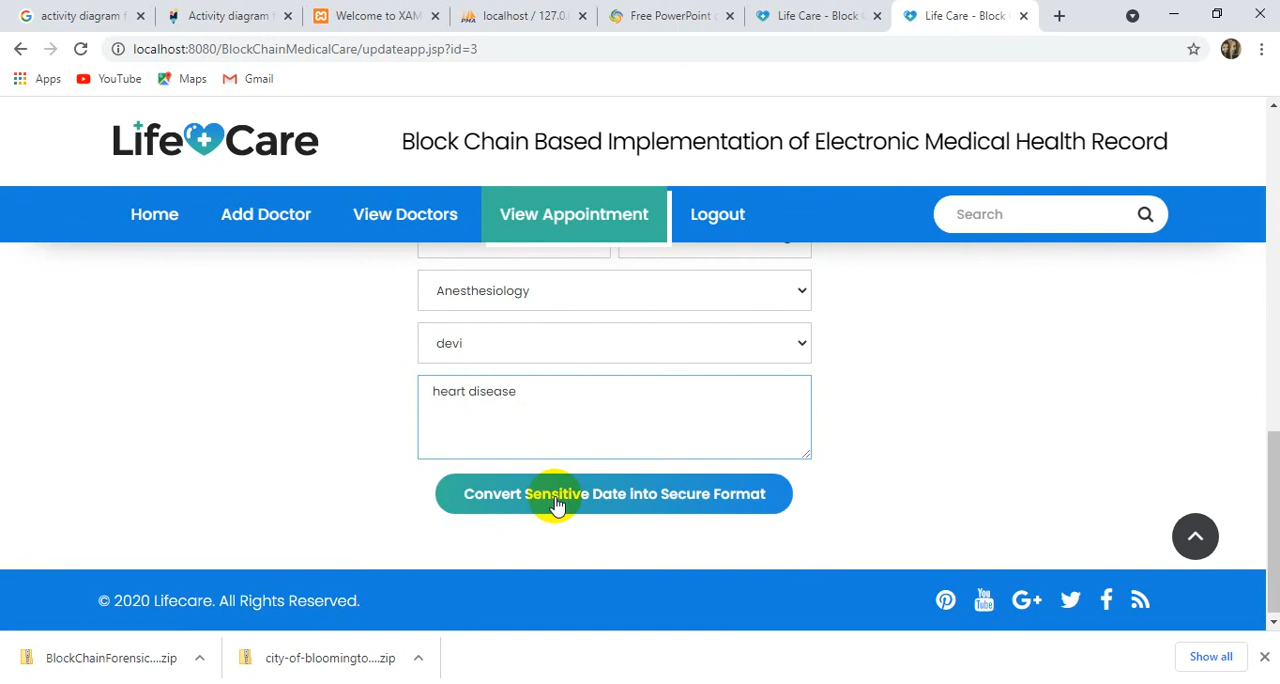 activity diagram f
Activity diagram
Welcome to XAM
localhost / 127.0.
Free PowerPoint
Life Care - Block
Life Care - Block
localhost:8080/BlockChainMedicalCare/updateapp.jsp?id=3
Apps
YouTube
Maps
Gmail
Life Care
Block Chain Based Implementation of Electronic Medical Health Record
Home
Add Doctor
View Doctors
View Appointment
Logout
Search
Anesthesiology
devi
heart disease
Convert Sensitive Date into Secure Format
© 2020 Lifecare. All Rights Reserved.
You
Tube
G+
BlockChainForensic....zip
city-of-bloomingto....zip
Show all